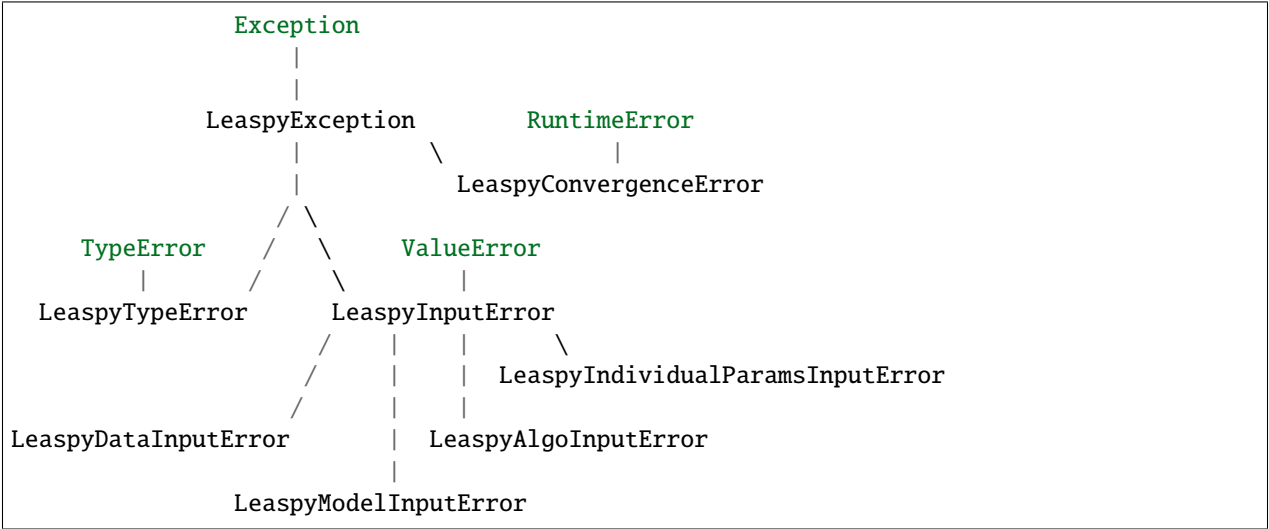 Exception
LeaspyException RuntimeError
LeaspyConvergenceError
TypeError ValueError
LeaspyTypeError LeaspyInputError
LeaspyIndividualParamsInputError
LeaspyDataInputError LeaspyAlgoInputError
LeaspyModelInputError